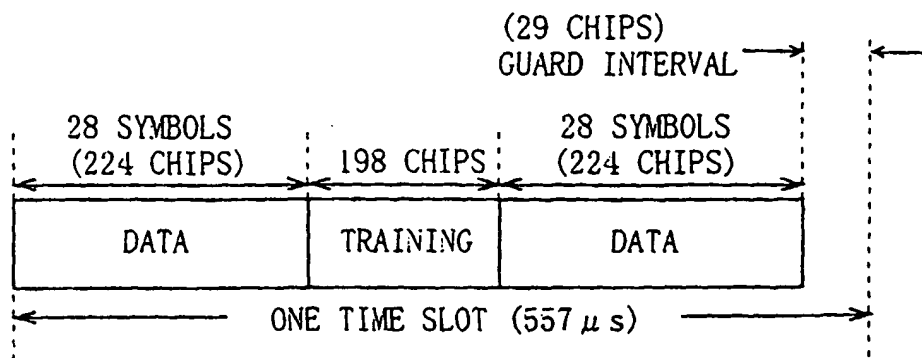 (29 CHIPS)
GUARD INTERVAL
28 SYMBOLS
(224 CHIPS)
198 CHIPS
28 SYMBOLS
(224 CHIPS)
DATA
TRAINING
DATA
ONE TIME SLOT (557μs)